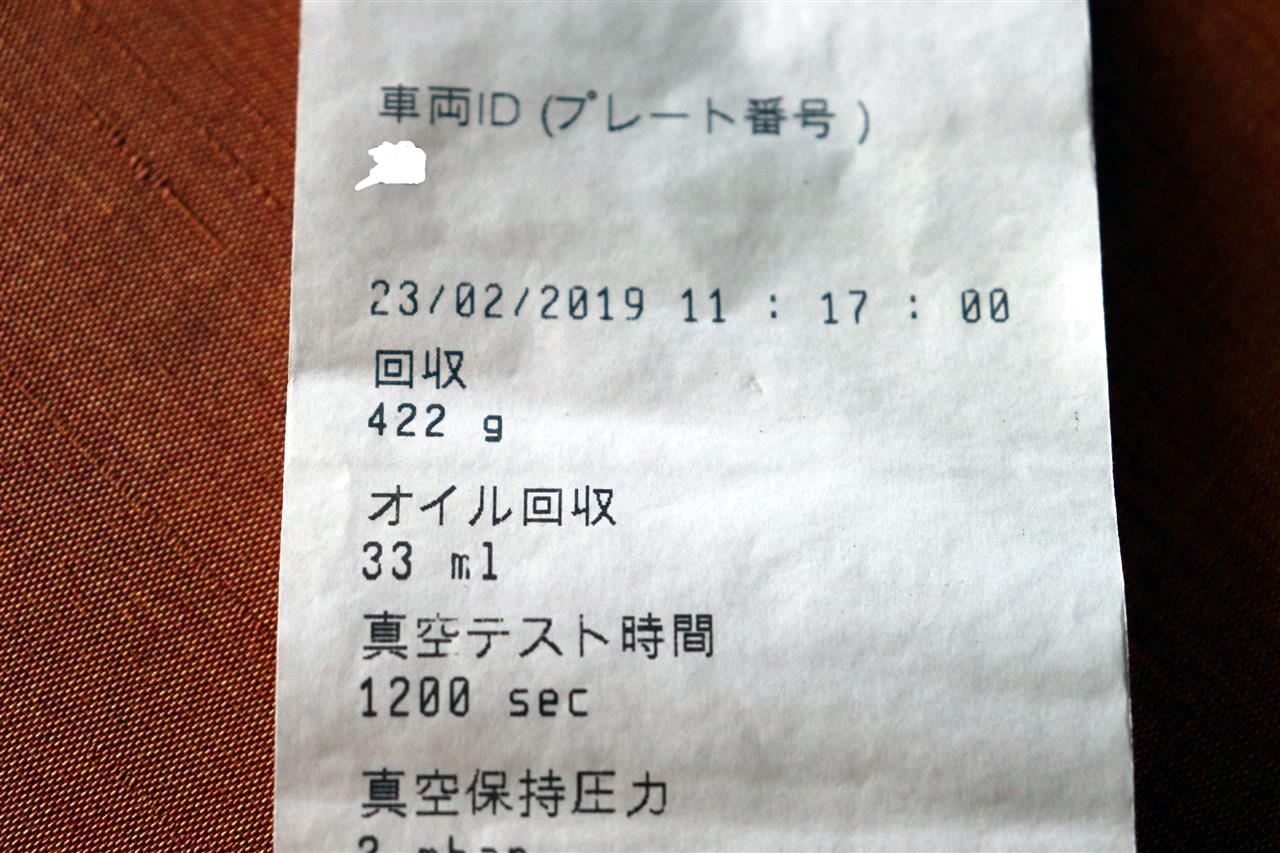 車両ID (プレート番号 )
23/02/2019 11 : 17 : 00
回収
422 g
オイル回収
33 ml
真空テスト時間
1200 sec
真空保持圧力